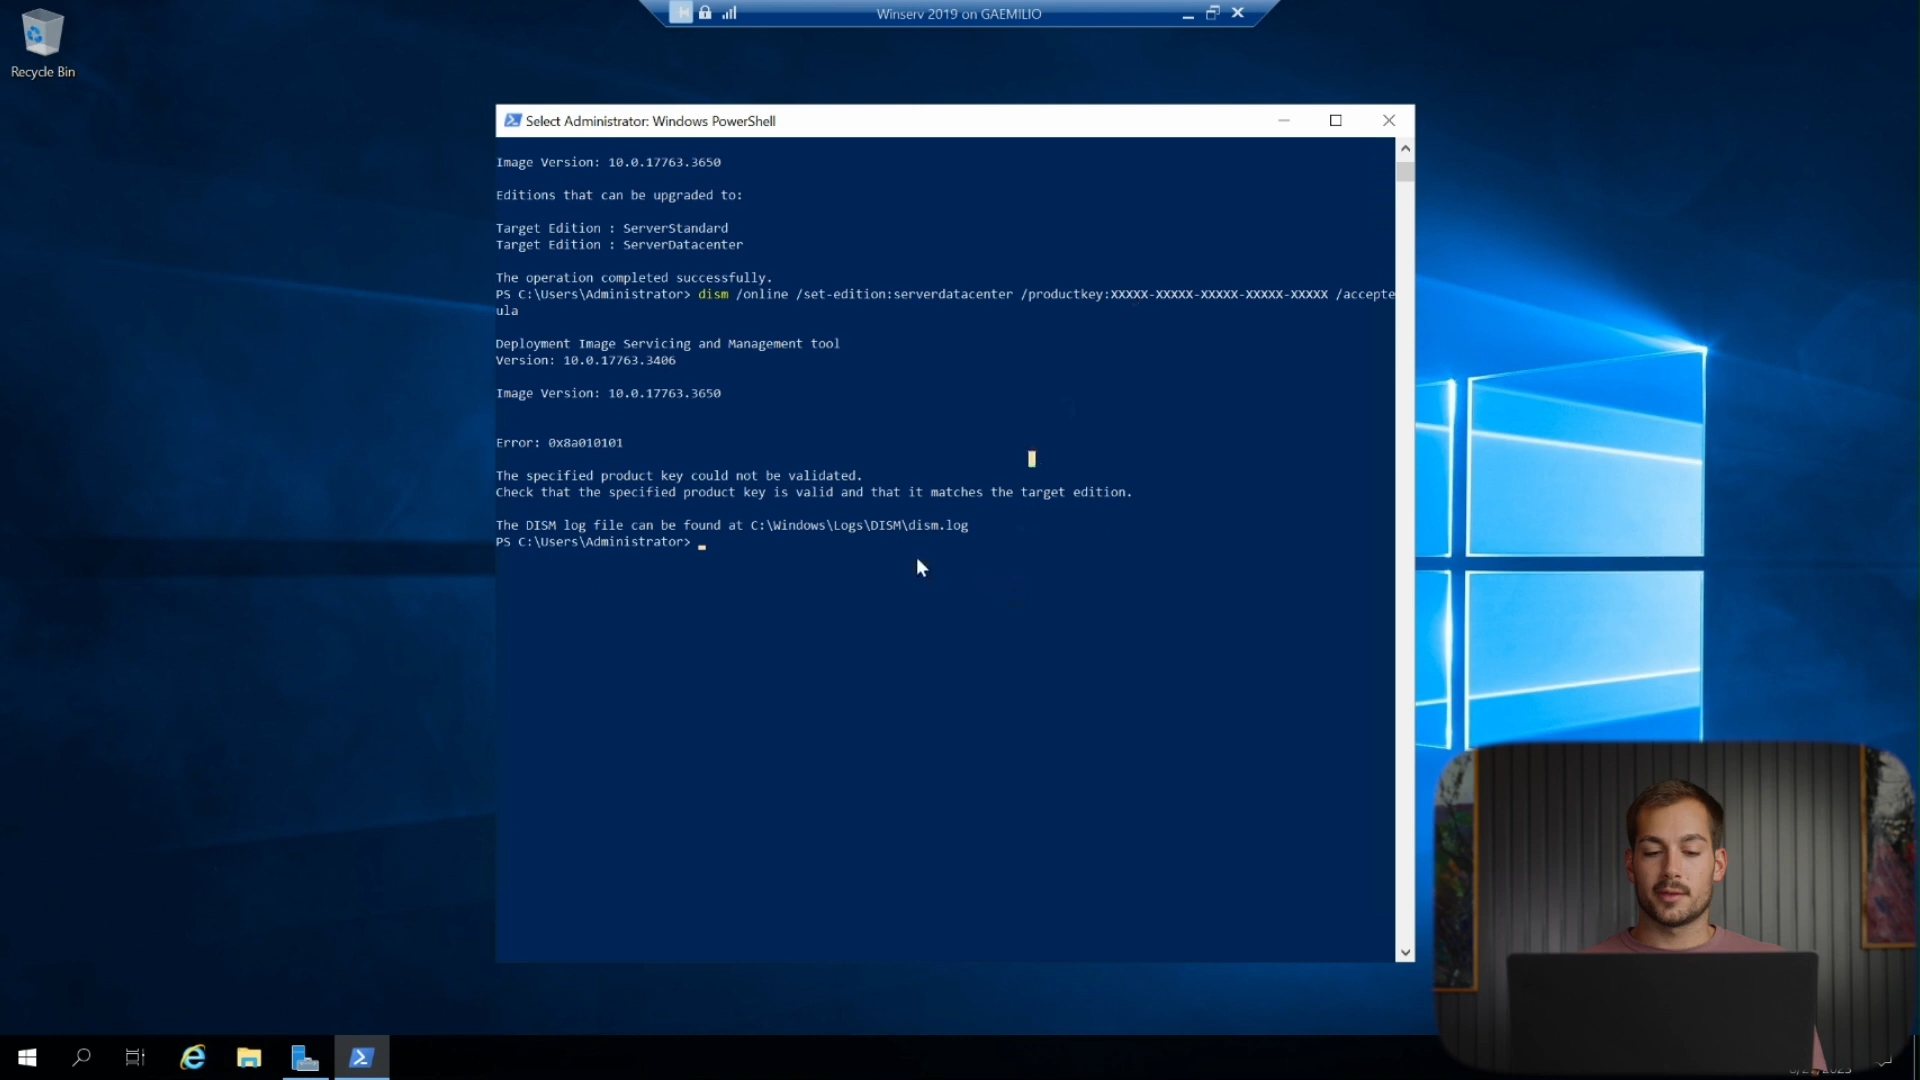 Winserv 2019 on GAEMILIO
Recycle Bin
Select Administrator: Windows PowerShell
Image Version: 10.0.17763.3650
Editions that can be upgraded to:
Target Edition : ServerStandard
Target Edition : ServerDatacenter
The operation completed successfully.
PS C:\Users\Administrator> dism /online /set-edition:serverdatacenter /productkey:XXXXX-XXXXX-XXXXX-XXXXX-XXXXX /accepte
ula
Deployment Image Servicing and Management tool
Version: 10.0.17763.3406
Image Version: 10.0.17763.3650
Error: 0x8a010101
The specified product key could not be validated.
Check that the specified product key is valid and that it matches the target edition.
The DISM log file can be found at C:\Windows\Logs\DISM\dism.log
PS C:\Users\Administrator>